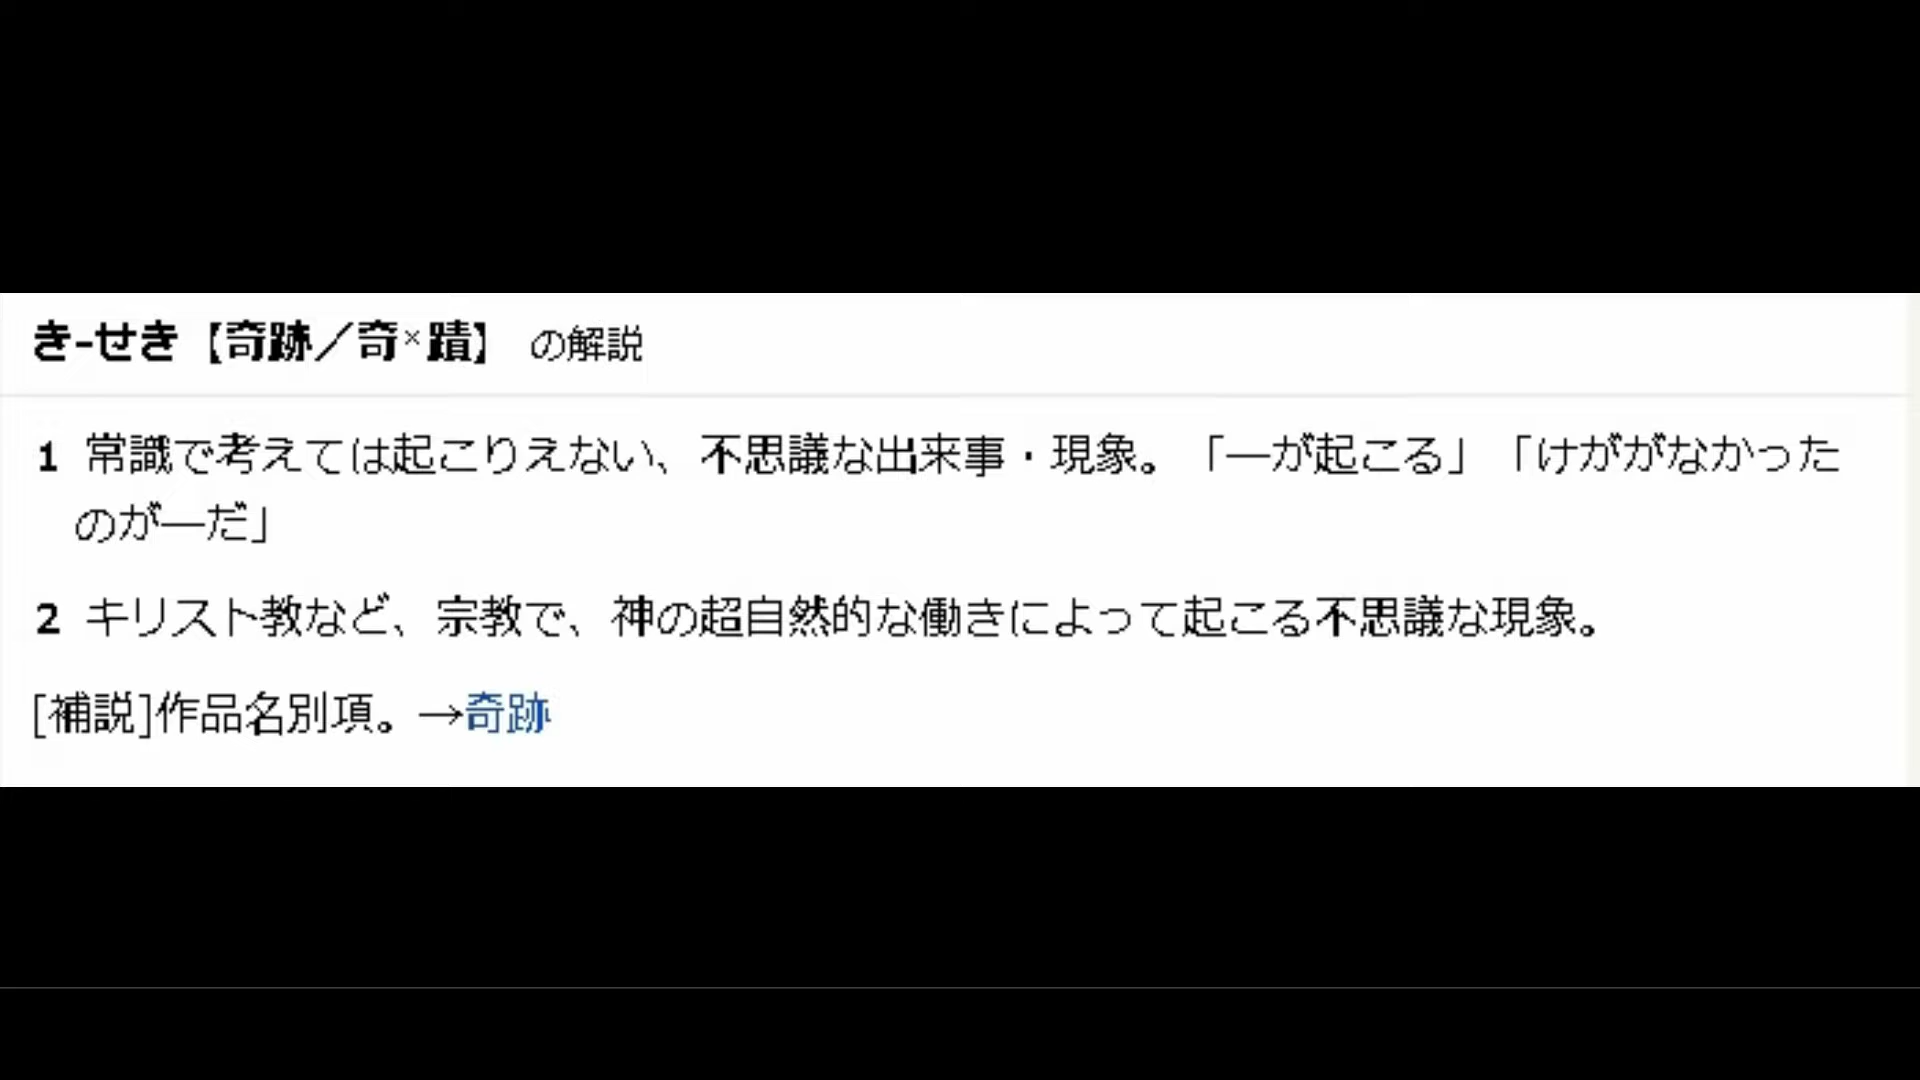 き‐せき【奇跡／奇×蹟】 の解説
1 常識で考えては起こりえない、不思議な出来事・現象。「―が起こる」「けががなかった
のが―だ」
2 キリスト教など、宗教で、神の超自然的な働きによって起こる不思議な現象。
[補説]作品名別項。→奇跡